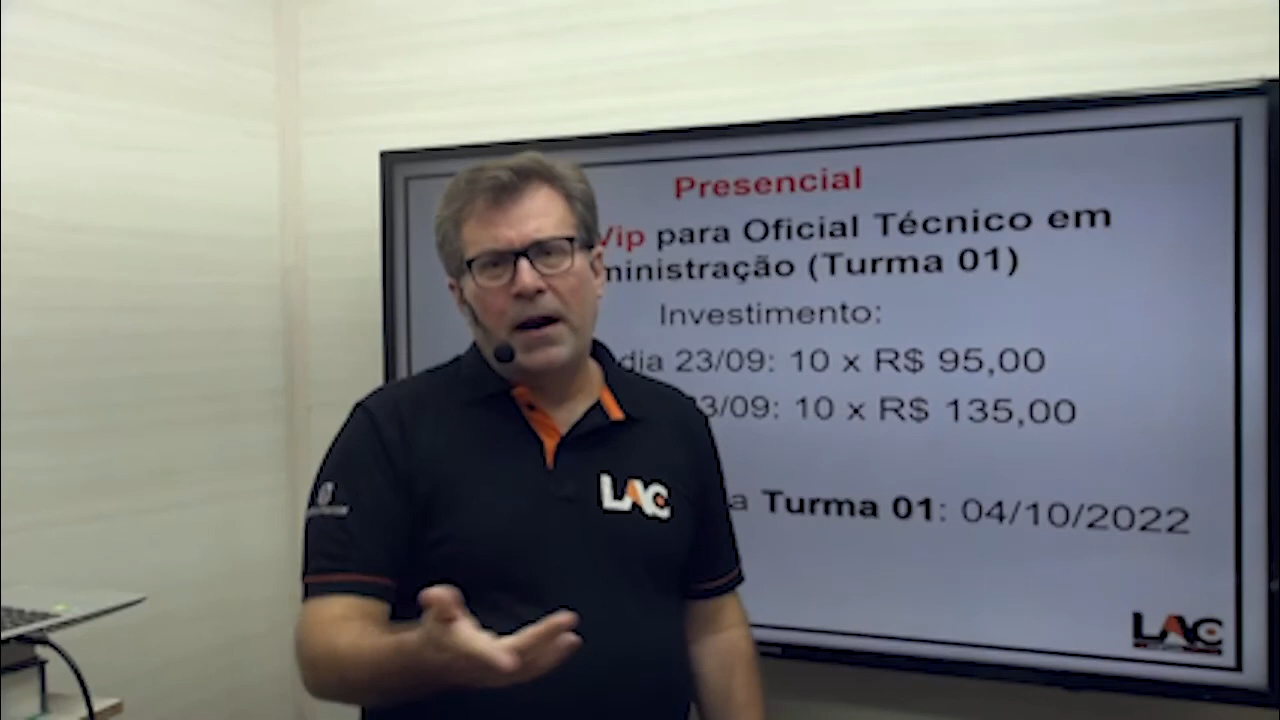 Presencial
Vip para Oficial Técnico em
ministração (Turma 01)
Investimento:
dia 23/09: 10 x R$ 95,00
3/09: 10 x R$ 135,00
a Turma 01: 04/10/2022
LAC
LAC